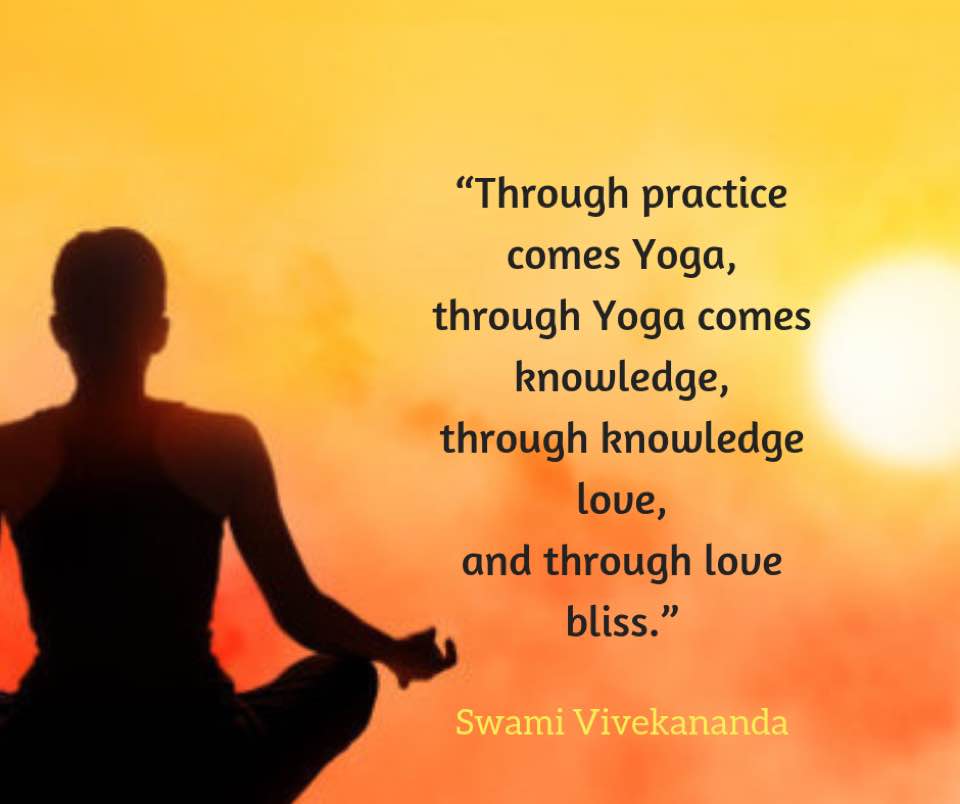 “Through practice
comes Yoga,
through Yoga comes
knowledge,
through knowledge
love,
and through love
bliss.”
Swami Vivekananda